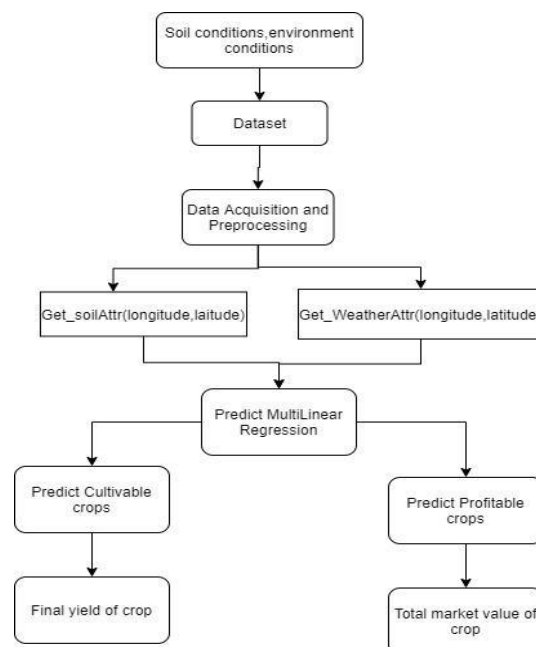 Soil conditions,environment
conditions
Dataset
Data Acquisition and
Preprocessing
Get_soilAttr(longitude,laitude)
Get_WeatherAttr(longitude,latitude
Predict MultiLinear
Regression
Predict Cultivable
crops
Predict Profitable
crops
Final yield of crop
Total market value of
crop